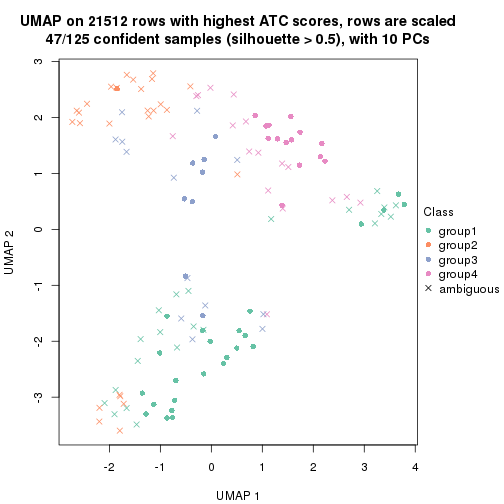 UMAP on 21512 rows with highest ATC scores, rows are scaled
47/125 confident samples (silhouette > 0.5), with 10 PCs
3
2
1
0
-1
-2
-3
UMAP 2
-2
-1
0
1
2
3
4
UMAP 1
Class
group1
group2
group3
group4
ambiguous